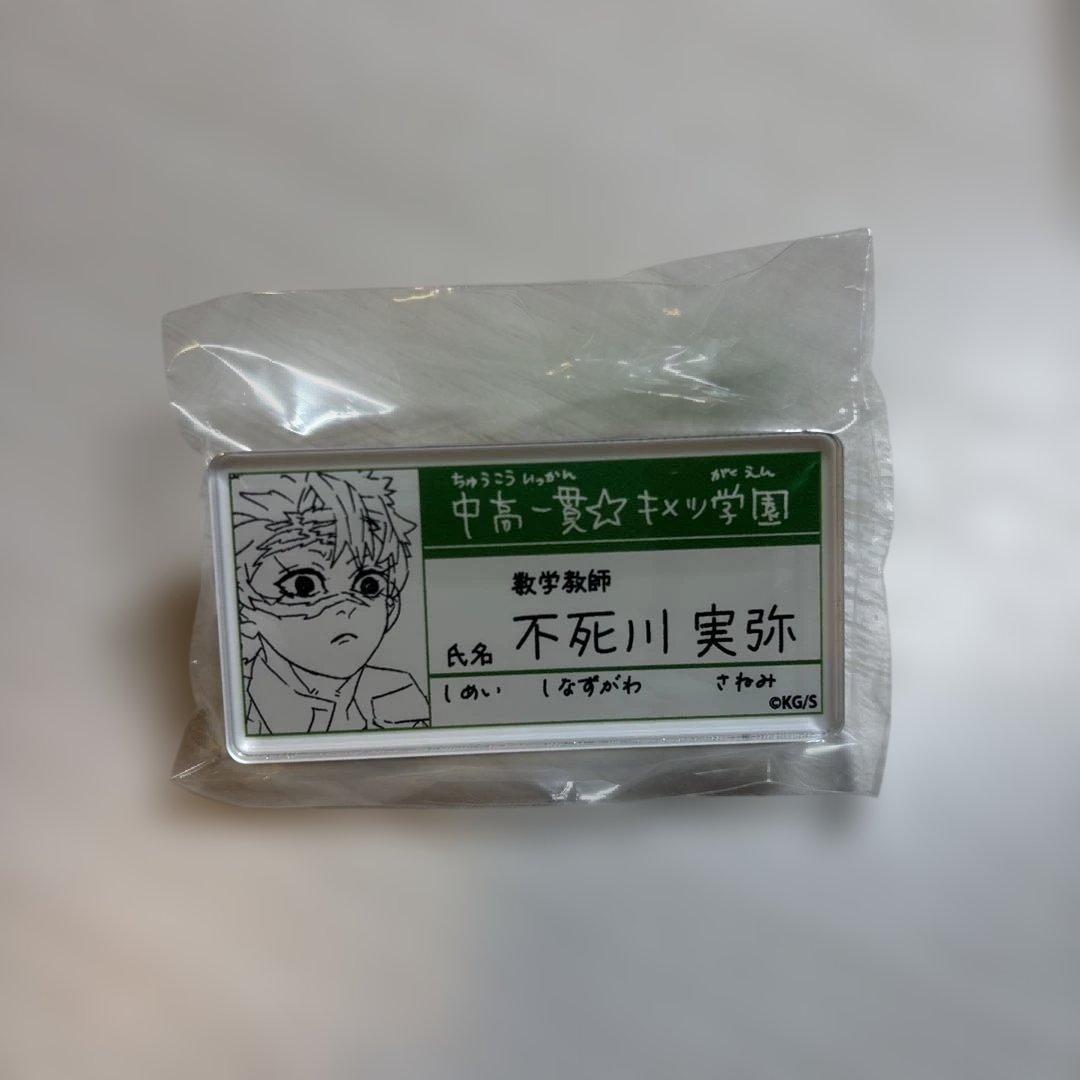 ちゅうこう いっかん がくえん
中高一貫☆キメツ学園
数学教師
氏名 不死川 実弥
しめい しなずがわ さねみ
©KG/S